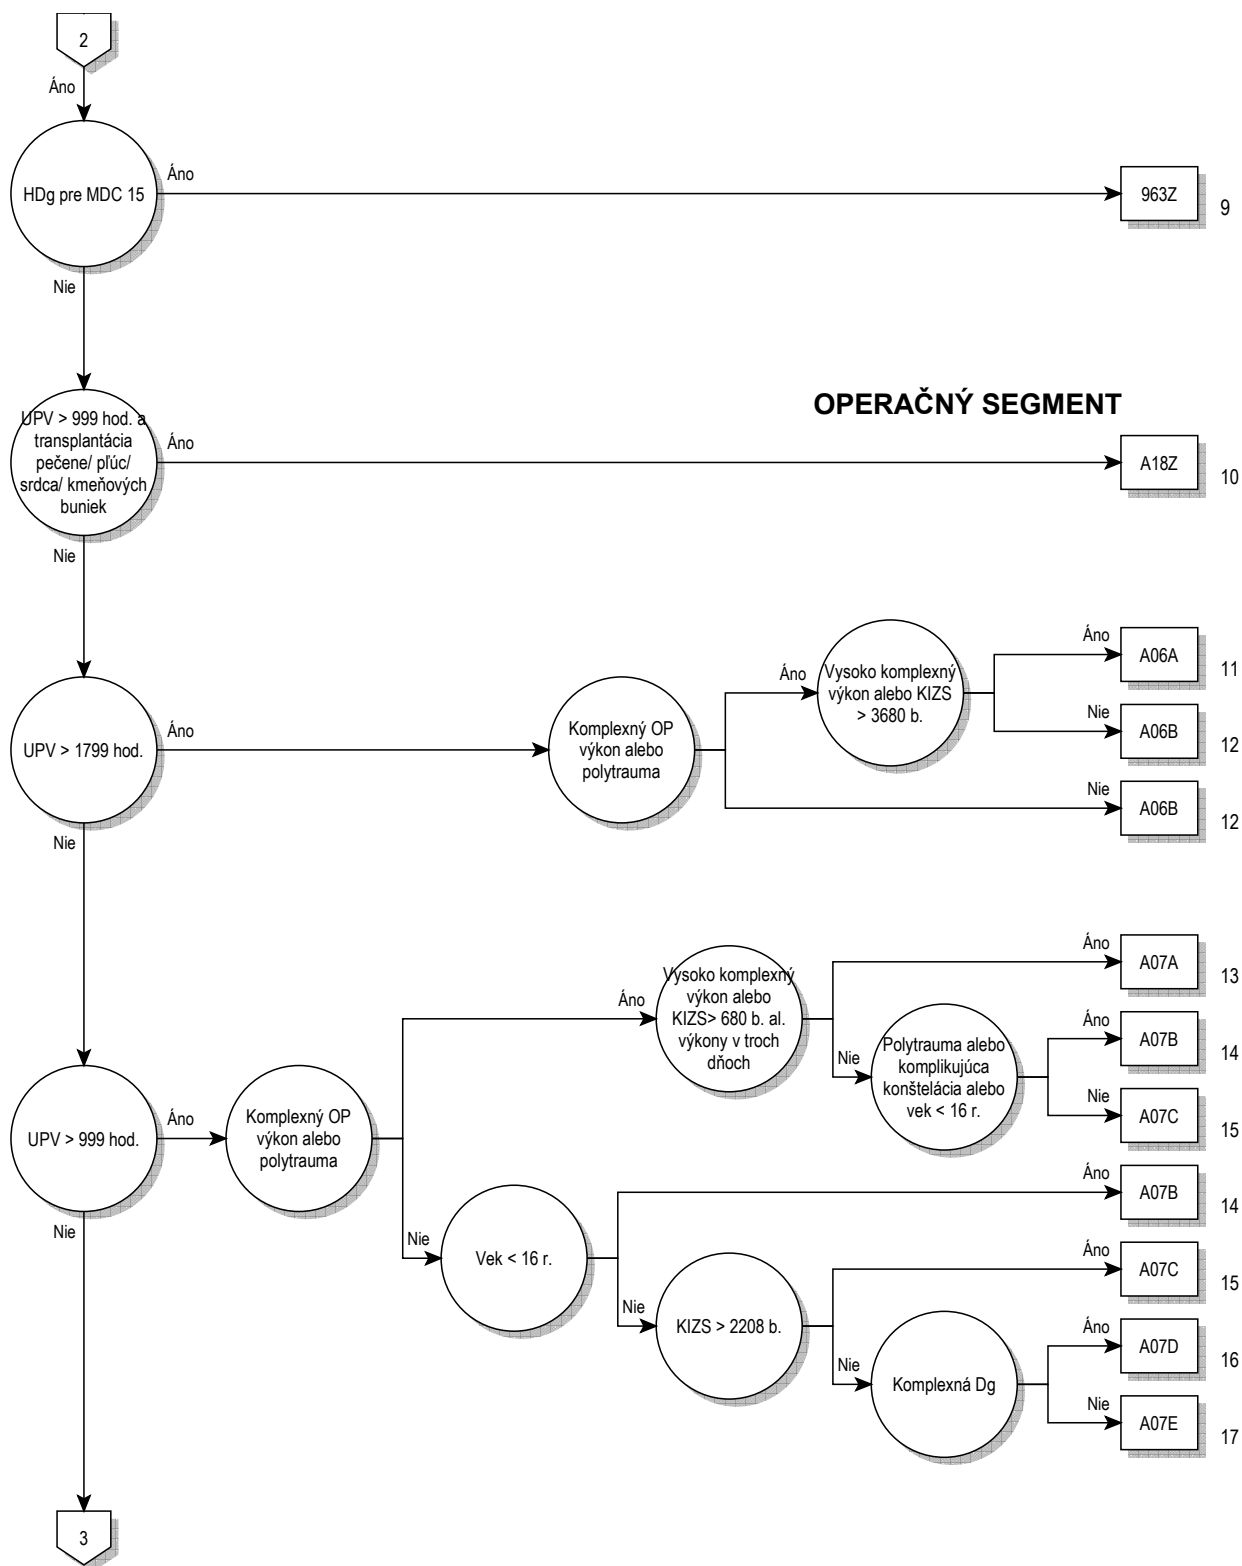 2
Áno
HDg pre MDC 15
Áno
963Z
9
Nie
OPERAČNÝ SEGMENT
UPV > 999 hod. a
transplantácia
pečene/ pľúc/
srdca/ kmeňových
buniek
Áno
A18Z
10
Nie
UPV > 1799 hod.
Áno
Komplexný OP
výkon alebo
polytrauma
Áno
Vysoko komplexný
výkon alebo KIZS
> 3680 b.
Áno
A06A
11
Nie
A06B
12
Nie
A06B
12
Nie
UPV > 999 hod.
Áno
Komplexný OP
výkon alebo
polytrauma
Áno
Vysoko komplexný
výkon alebo
KIZS> 680 b. al.
výkony v troch
dňoch
Áno
A07A
13
Nie
Polytrauma alebo
komplikujúca
konštelácia alebo
vek < 16 r.
Áno
A07B
14
Nie
A07C
15
Nie
Vek < 16 r.
Áno
A07B
14
Nie
KIZS > 2208 b.
Áno
A07C
15
Nie
Komplexná Dg
Áno
A07D
16
Nie
A07E
17
Nie
3